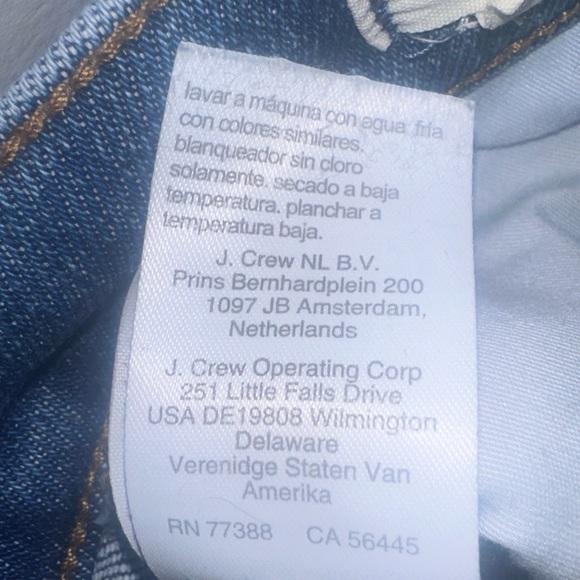 lavar a máquina con agua fría
con colores similares.
blanqueador sin cloro
solamente. secado a baja
temperatura. planchar a
temperatura baja.
J. Crew NL B.V.
Prins Bernhardplein 200
1097 JB Amsterdam,
Netherlands
J. Crew Operating Corp
251 Little Falls Drive
USA DE19808 Wilmington
Delaware
Verenidge Staten Van
Amerika
RN 77388 CA 56445